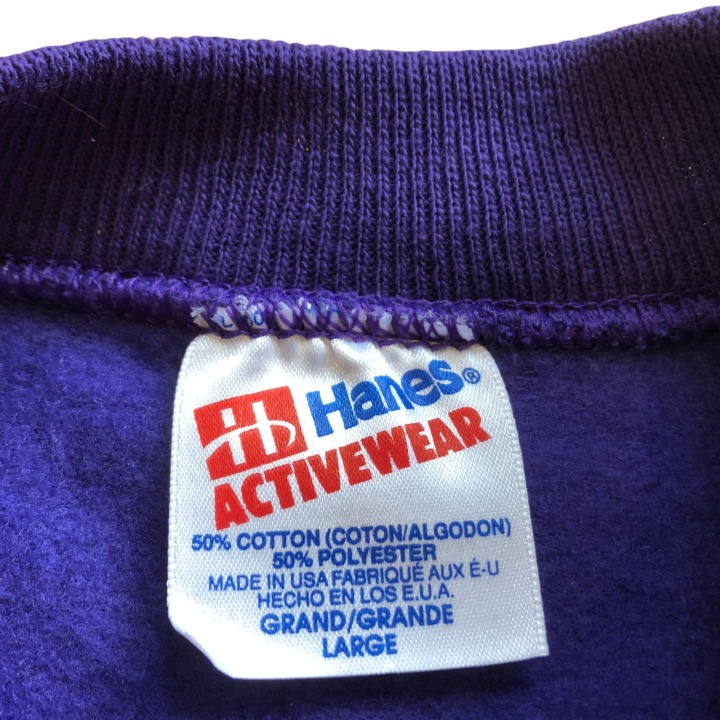 H Hanes®
ACTIVEWEAR
50% COTTON (COTON/ALGODON)
50% POLYESTER
MADE IN USA FABRIQUÉ AUX É-U
HECHO EN LOS E.U.A.
GRAND/GRANDE
LARGE